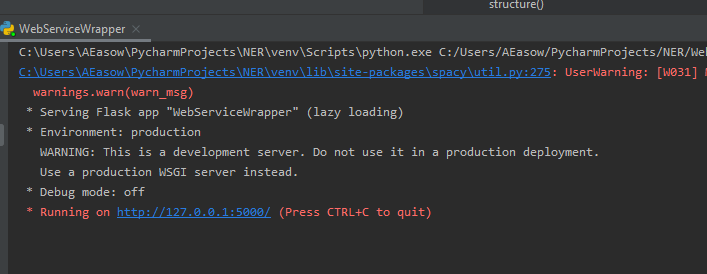 structure()
WebServiceWrapper
C:\Users\AEasow\PycharmProjects\NER\venv\Scripts\python.exe C:/Users/AEasow/PycharmProjects/NER/We
C:\Users\AEasow\PycharmProjects\NER\venv\lib\site-packages\spacy\util.py:275: UserWarning: [W031]
warnings.warn(warn_msg)
* Serving Flask app "WebServiceWrapper" (lazy loading)
* Environment: production
WARNING: This is a development server. Do not use it in a production deployment.
Use a production WSGI server instead.
* Debug mode: off
* Running on http://127.0.0.1:5000/ (Press CTRL+C to quit)